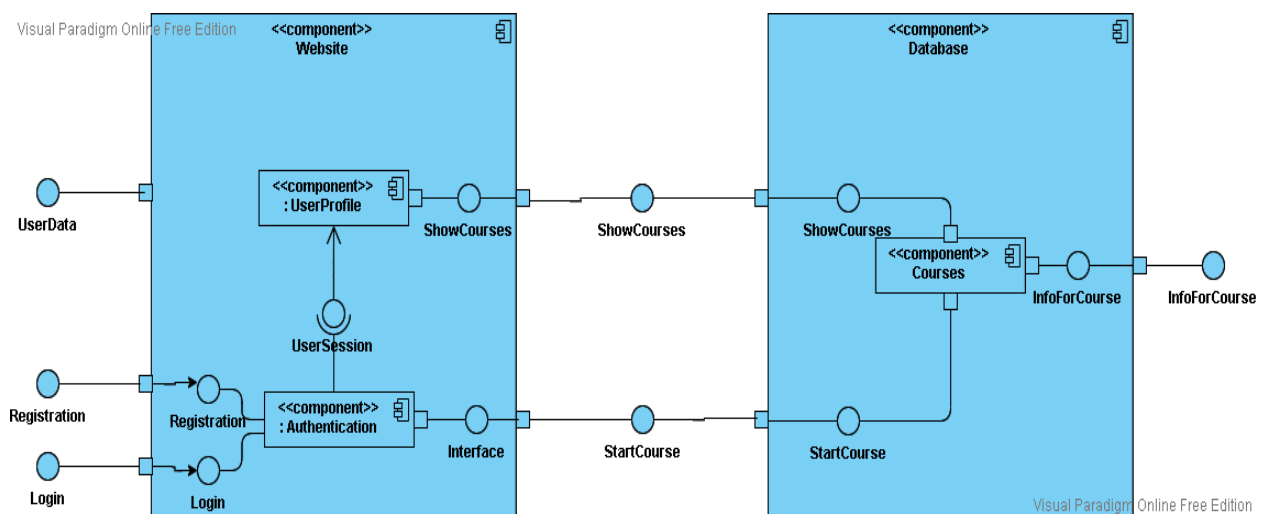 Visual Paradigm Online Free Edition
<<component>>
Website
<<component>>
Database
<<component>>
: UserProfile
UserData
ShowCourses
ShowCourses
ShowCourses
<<component>>
Courses
InfoForCourse
InfoForCourse
UserSession
<<component>>
: Authentication
Registration
Registration
Interface
StartCourse
StartCourse
Login
Login
Visual Paradigm Online Free Edition